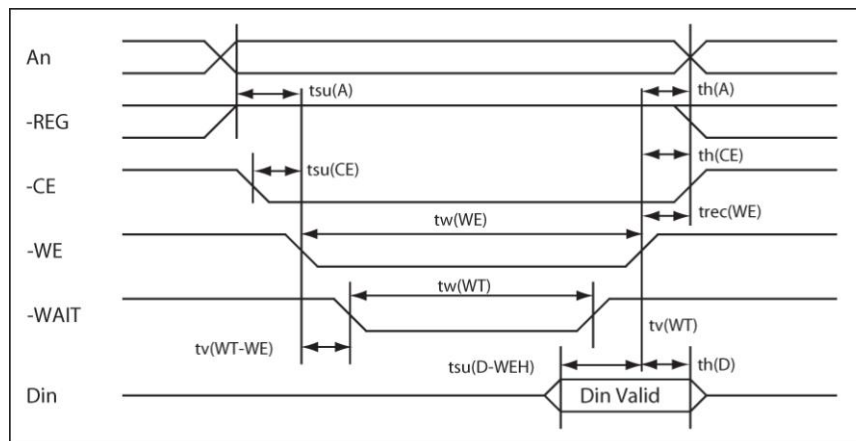 An
tsu(A)
th(A)
-REG
tsu(CE)
th(CE)
-CE
tw(WE)
trec(WE)
-WE
tw(WT)
-WAIT
tv(WT-WE)
tv(WT)
tsu(D-WEH)
th(D)
Din
Din Valid